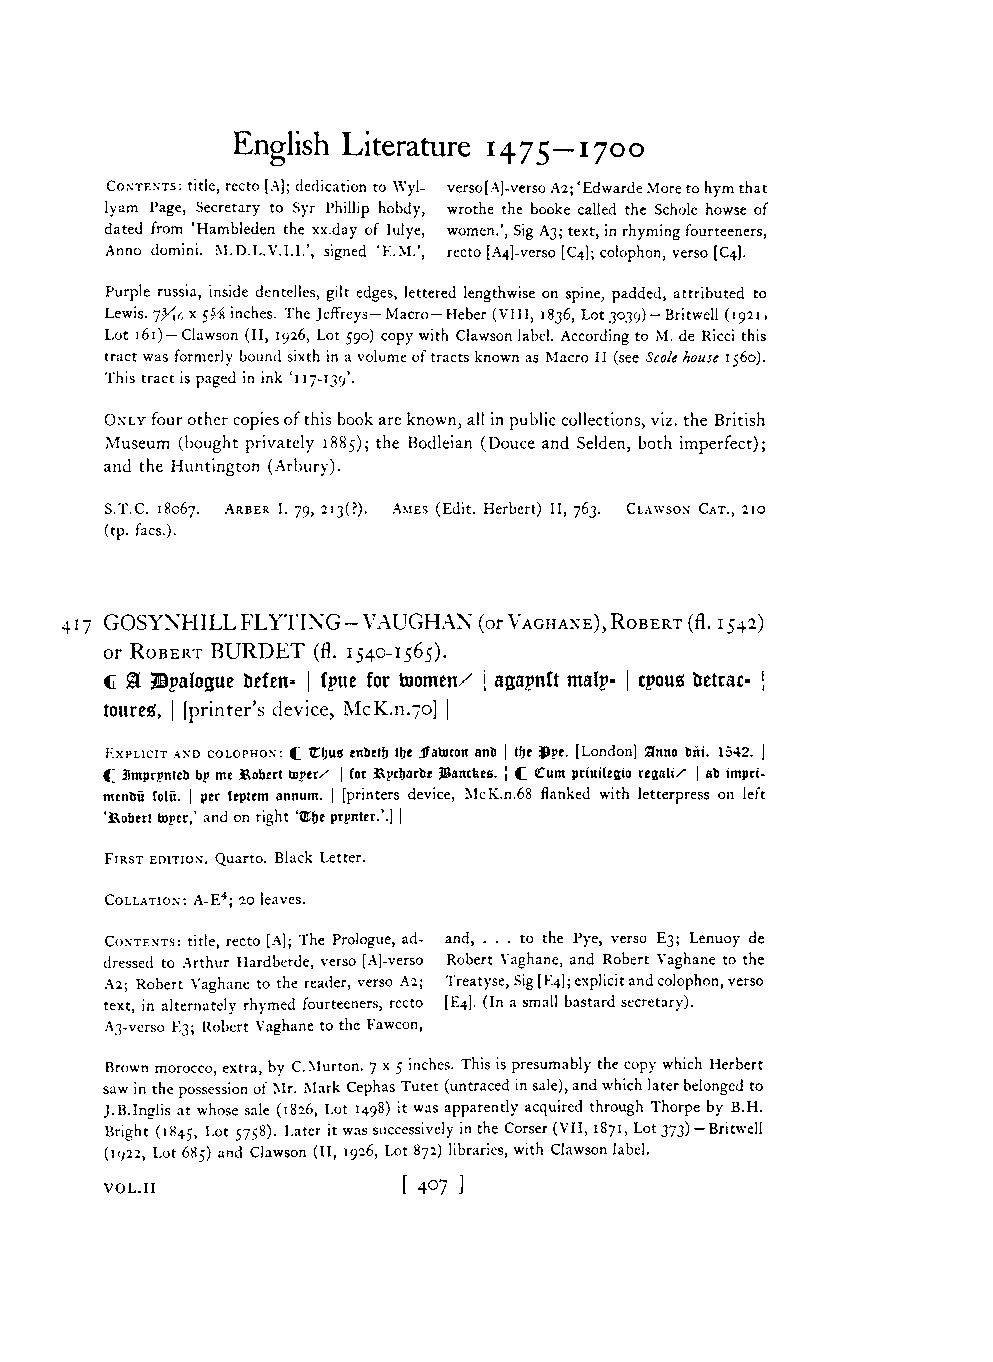 English Literature 1475–1700
CONTENTS: title, recto [A]; dedication to Wyl-
lyam Page, Secretary to Syr Phillip hobdy,
dated from 'Hambleden the xx.day of Iulye,
Anno domini. M.D.L.V.I.I.', signed 'E.M.',
verso[A]-verso A2; 'Edwarde More to hym that
wrothe the booke called the Schole howse of
women.', Sig A3; text, in rhyming fourteeners,
recto [A4]-verso [C4]; colophon, verso [C4].
Purple russia, inside dentelles, gilt edges, lettered lengthwise on spine, padded, attributed to
Lewis. 7 3/16 x 5 5/8 inches. The Jeffreys—Macro—Heber (VIII, 1836, Lot 3039)—Britwell (1921,
Lot 161)—Clawson (II, 1926, Lot 590) copy with Clawson label. According to M. de Ricci this
tract was formerly bound sixth in a volume of tracts known as Macro II (see Scole house 1560).
This tract is paged in ink '117-139'.
ONLY four other copies of this book are known, all in public collections, viz. the British
Museum (bought privately 1885); the Bodleian (Douce and Selden, both imperfect);
and the Huntington (Arbury).
S.T.C. 18067. ARBER I. 79, 213(?). AMES (Edit. Herbert) II, 763. CLAWSON CAT., 210
(tp. facs.).
417 GOSYNHILL FLYTING—VAUGHAN (or VAGHANE), ROBERT (fl. 1542)
or ROBERT BURDET (fl. 1540-1565).
¶ A Dyalogue defen- | syue for women/ | agaynst maly- | cyous detrac- |
toures, | [printer's device, McK.n.70] |
EXPLICIT AND COLOPHON: ¶ Thus endeth the Fawcon and | the Pye. [London] Anno dñi. 1542. |
¶ Imprynted by me Robert wyer/ | for Rycharde Banckes. | ¶ Cum priuilegio regali/ | ad impri-
mendū solū. | per septem annum. | [printers device, McK.n.68 flanked with letterpress on left
'Robert wyer,' and on right 'The prynter.'.] |
FIRST EDITION. Quarto. Black Letter.
COLLATION: A-E⁴; 20 leaves.
CONTENTS: title, recto [A]; The Prologue, ad-
dressed to Arthur Hardberde, verso [A]-verso
A2; Robert Vaghane to the reader, verso A2;
text, in alternately rhymed fourteeners, recto
A3-verso E3; Robert Vaghane to the Fawcon,
and, . . . to the Pye, verso E3; Lenuoy de
Robert Vaghane, and Robert Vaghane to the
Treatyse, Sig [E4]; explicit and colophon, verso
[E4]. (In a small bastard secretary).
Brown morocco, extra, by C.Murton. 7 x 5 inches. This is presumably the copy which Herbert
saw in the possession of Mr. Mark Cephas Tutet (untraced in sale), and which later belonged to
J.B.Inglis at whose sale (1826, Lot 1498) it was apparently acquired through Thorpe by B.H.
Bright (1845, Lot 5758). Later it was successively in the Corser (VII, 1871, Lot 373)—Britwell
(1922, Lot 685) and Clawson (II, 1926, Lot 872) libraries, with Clawson label.
VOL.II [ 407 ]